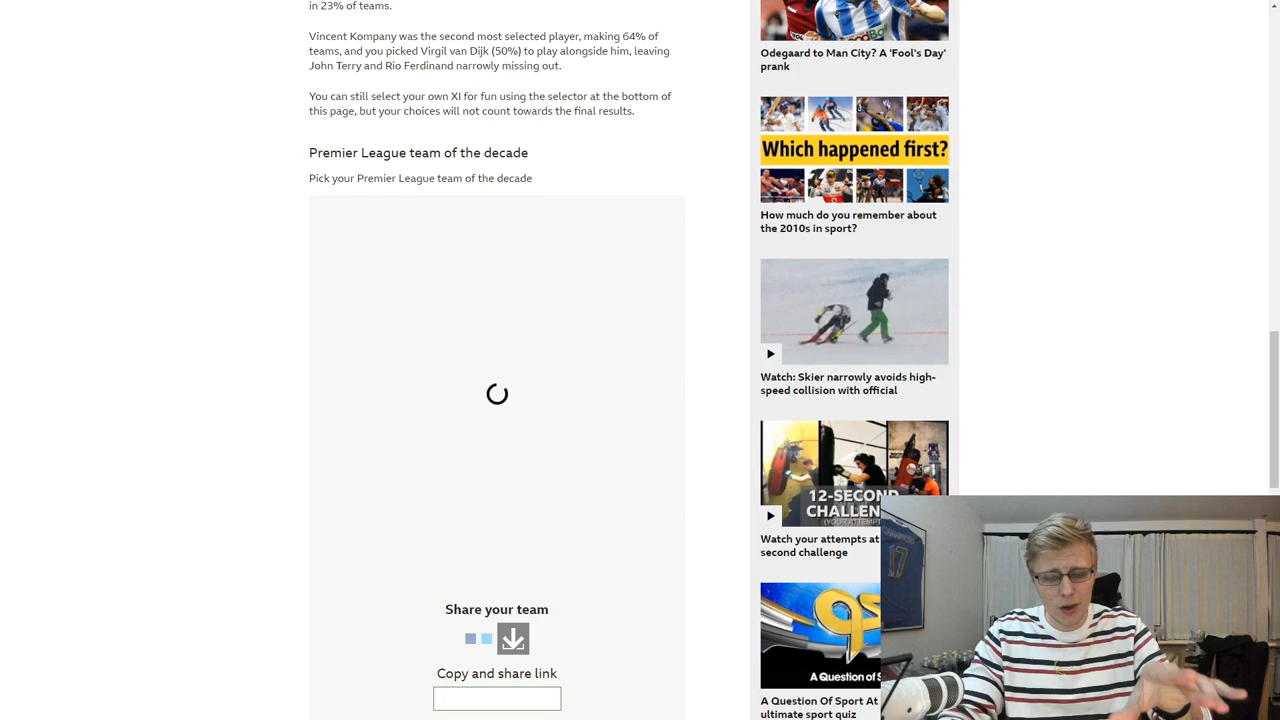 in 23% of teams.
Vincent Kompany was the second most selected player, making 64% of
teams, and you picked Virgil van Dijk (50%) to play alongside him, leaving
John Terry and Rio Ferdinand narrowly missing out.
You can still select your own XI for fun using the selector at the bottom of
this page, but your choices will not count towards the final results.
Premier League team of the decade
Pick your Premier League team of the decade
Share your team
Copy and share link
Odegaard to Man City? A 'Fool's Day'
prank
Which happened first?
How much do you remember about
the 2010s in sport?
Watch: Skier narrowly avoids high-
speed collision with official
12-SECOND
Watch your attempts at
second challenge
A Question Of Sport At
ultimate sport quiz
17